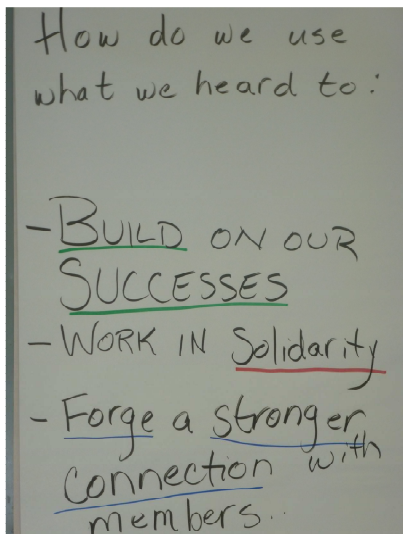 How do we use
what we heard to:
- BUILD ON OUR
SUCCESSES
- WORK IN Solidarity
- Forge a stronger
connection with
members...